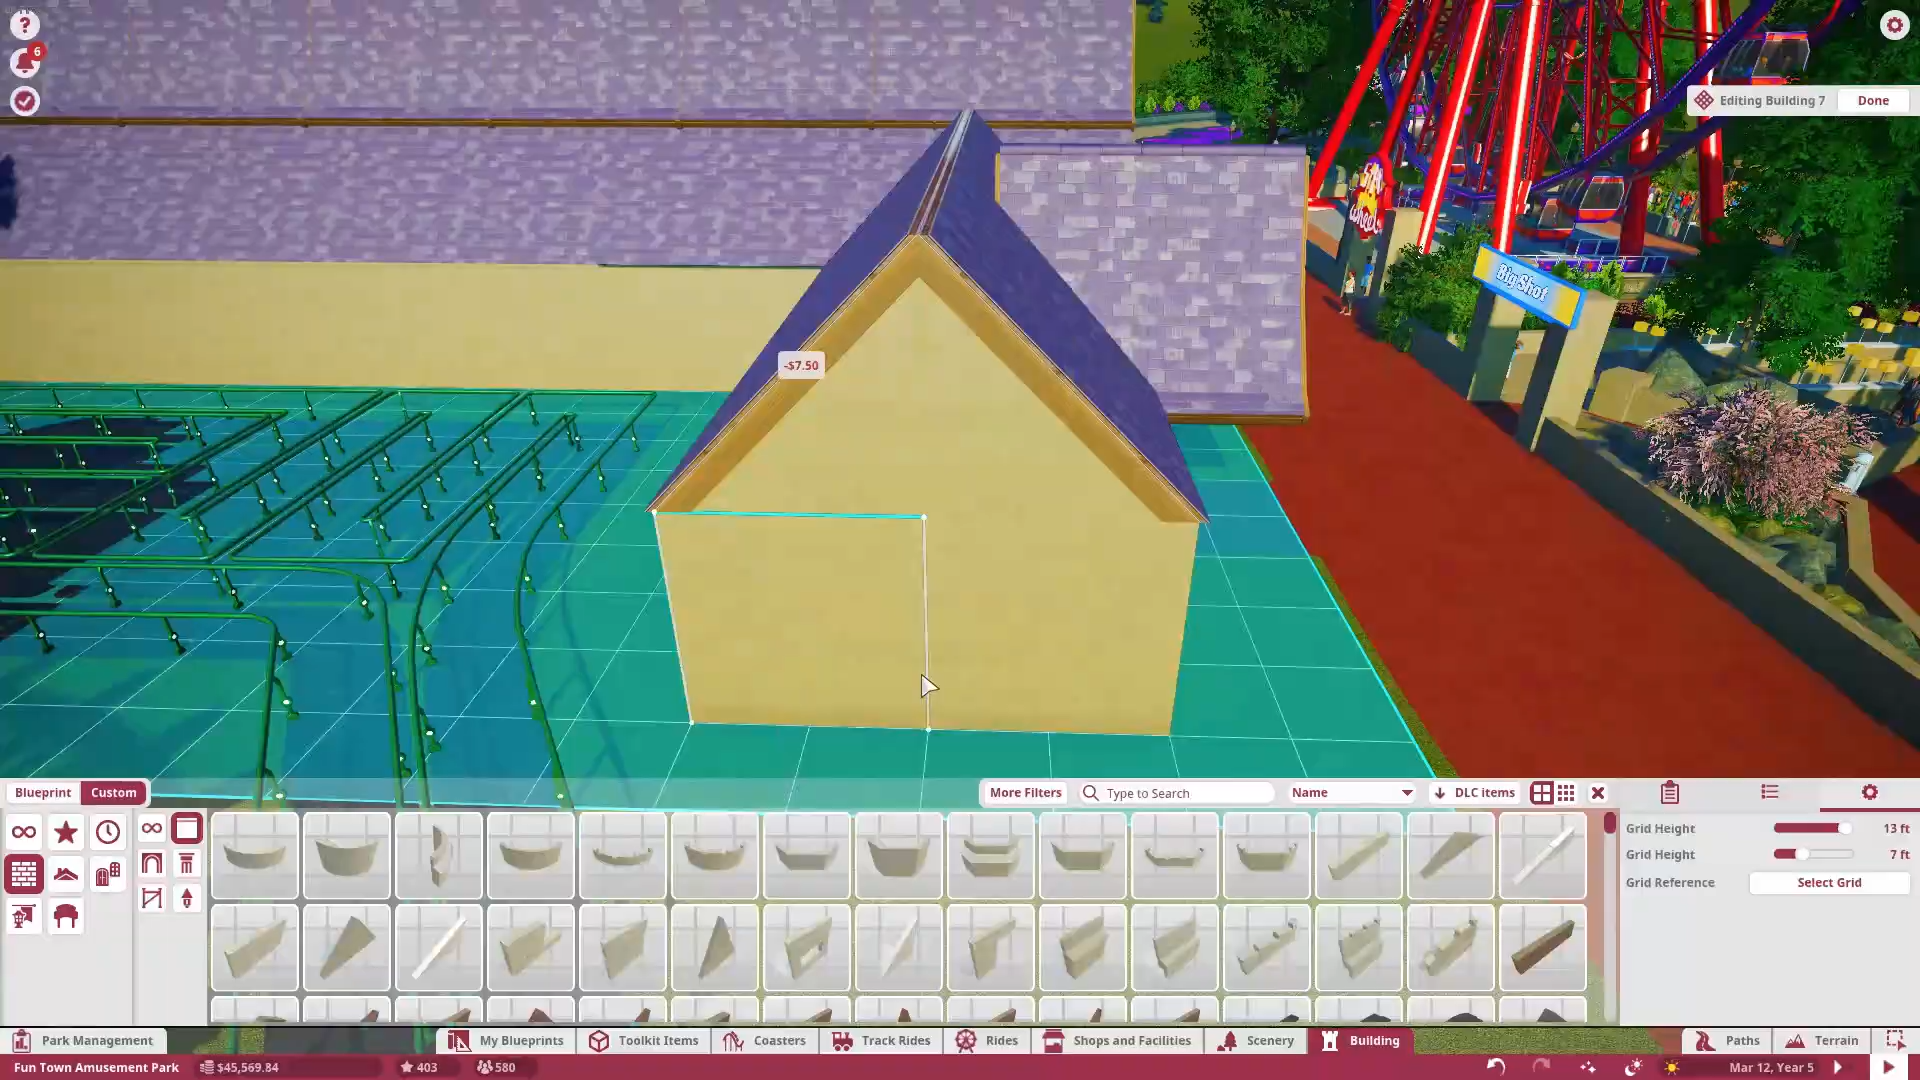 ?
6
Editing Building 7
Done
Wheel
Big Shot
-$7.50
Blueprint
Custom
More Filters
Type to Search
Name
DLC items
Grid Height
13 ft
Grid Height
7 ft
Grid Reference
Select Grid
Park Management
My Blueprints
Toolkit Items
Coasters
Track Rides
Rides
Shops and Facilities
Scenery
Building
Paths
Terrain
Fun Town Amusement Park
$45,569.84
403
580
Mar 12, Year 5